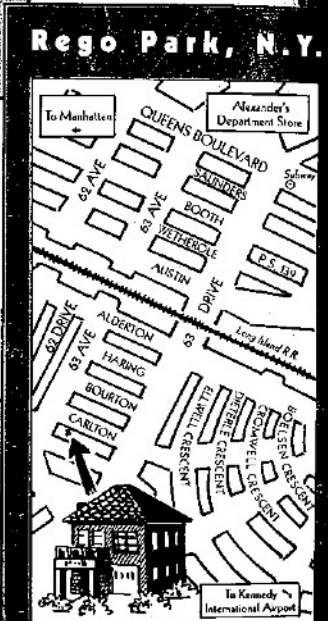 Rego Park, N.Y.
To Manhattan
Alexander's
Department Store
QUEENS BOULEVARD
Subway
62 AVE
63 AVE
SAUNDERS
BOOTH
WETHEROLE
AUSTIN
P.S. 139
63 DRIVE
Long Island R.R.
62 DRIVE
63 AVE
ALDERTON
HARING
BOURTON
CARLTON
ELLWELL CRESCENT
DIETERLE CRESCENT
CROMWELL CRESCENT
BOELSEN CRESCENT
To Kennedy
International Airport